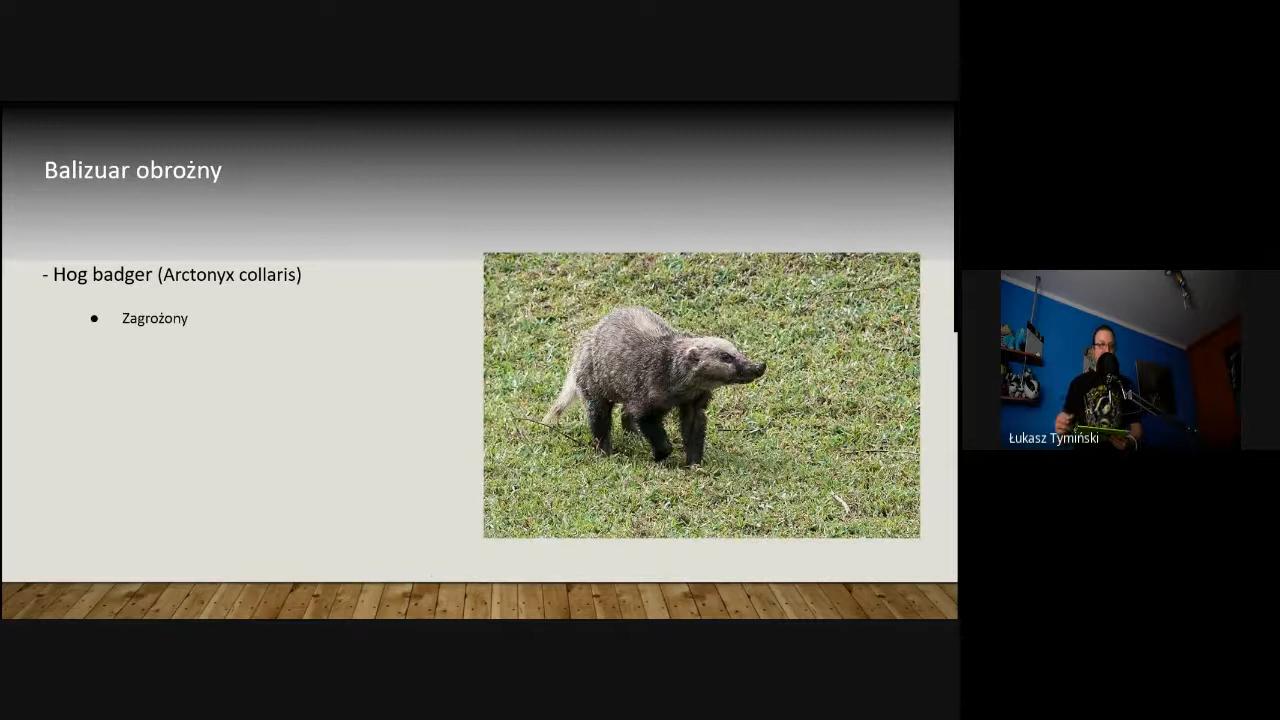 Balizuar obrożny
- Hog badger (Arctonyx collaris)
● Zagrożony
Łukasz Tymiński